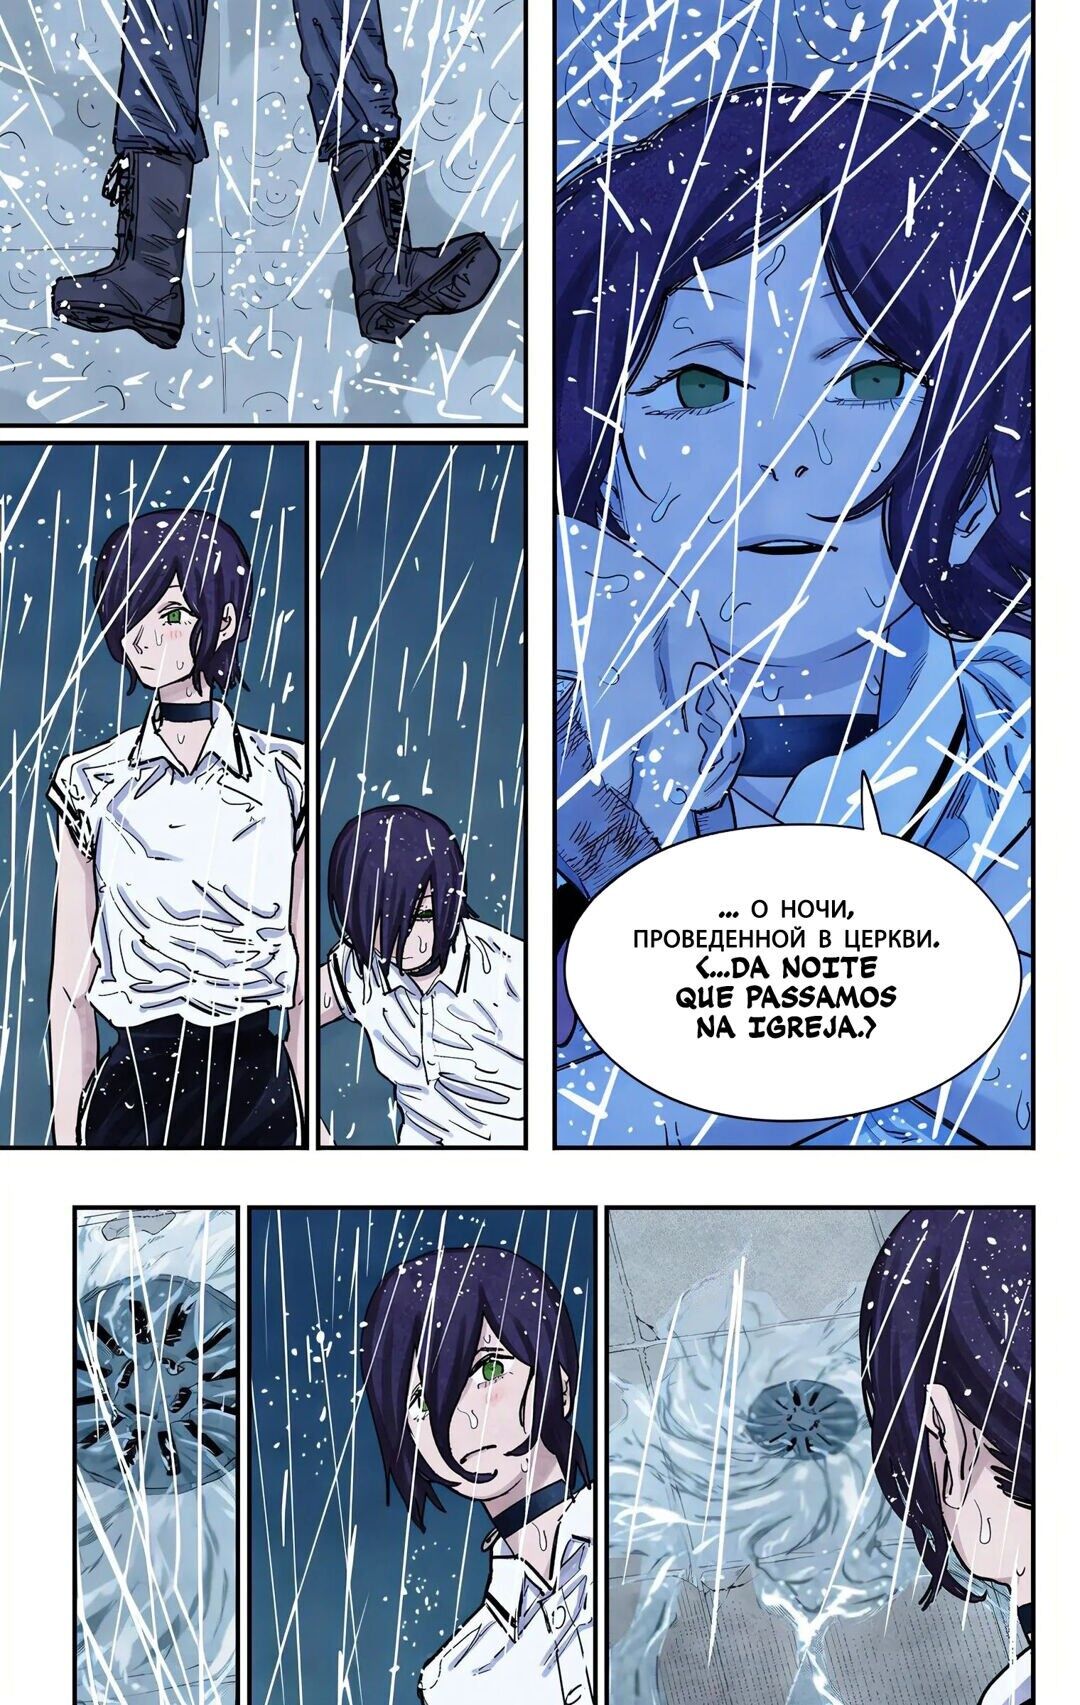 ... О НОЧИ,
ПРОВЕДЕННОЙ В ЦЕРКВИ.
<...DA NOITE
QUE PASSAMOS
NA IGREJA.>